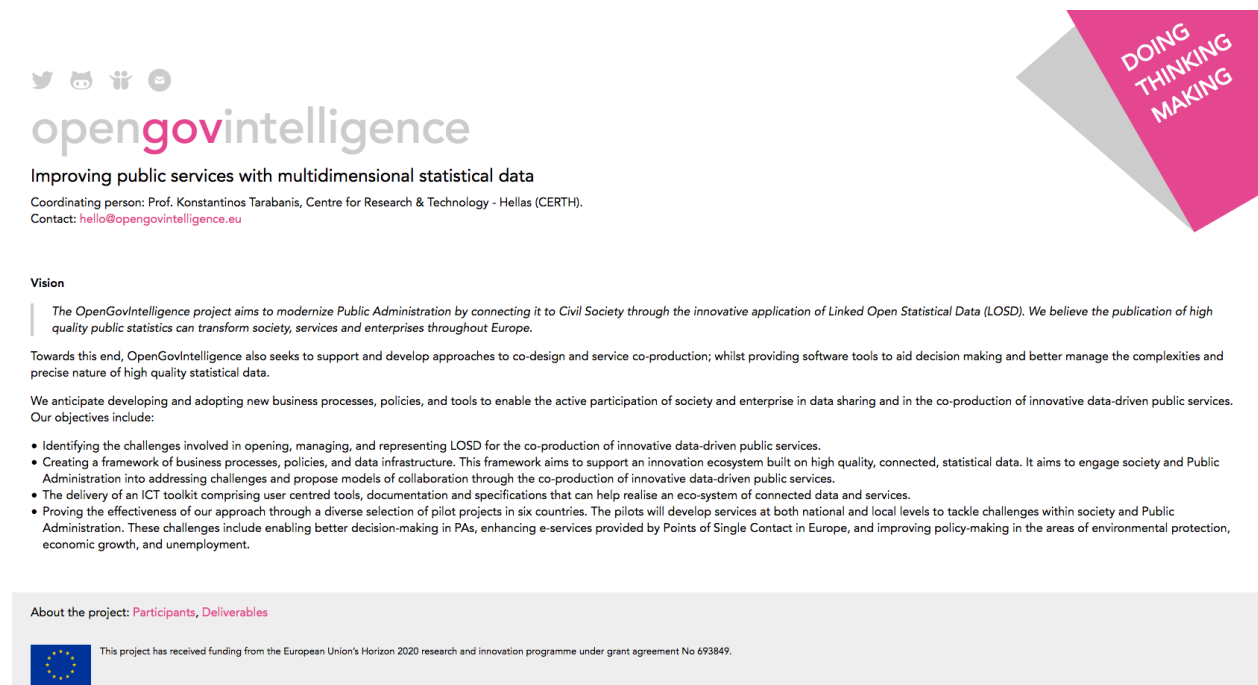 DOING
THINKING
MAKING
opengovintelligence
Improving public services with multidimensional statistical data
Coordinating person: Prof. Konstantinos Tarabanis, Centre for Research & Technology - Hellas (CERTH).
Contact: hello@opengovintelligence.eu
Vision
The OpenGovIntelligence project aims to modernize Public Administration by connecting it to Civil Society through the innovative application of Linked Open Statistical Data (LOSD). We believe the publication of high
quality public statistics can transform society, services and enterprises throughout Europe.
Towards this end, OpenGovIntelligence also seeks to support and develop approaches to co-design and service co-production; whilst providing software tools to aid decision making and better manage the complexities and
precise nature of high quality statistical data.
We anticipate developing and adopting new business processes, policies, and tools to enable the active participation of society and enterprise in data sharing and in the co-production of innovative data-driven public services.
Our objectives include:
• Identifying the challenges involved in opening, managing, and representing LOSD for the co-production of innovative data-driven public services.
• Creating a framework of business processes, policies, and data infrastructure. This framework aims to support an innovation ecosystem built on high quality, connected, statistical data. It aims to engage society and Public
Administration into addressing challenges and propose models of collaboration through the co-production of innovative data-driven public services.
• The delivery of an ICT toolkit comprising user centred tools, documentation and specifications that can help realise an eco-system of connected data and services.
• Proving the effectiveness of our approach through a diverse selection of pilot projects in six countries. The pilots will develop services at both national and local levels to tackle challenges within society and Public
Administration. These challenges include enabling better decision-making in PAs, enhancing e-services provided by Points of Single Contact in Europe, and improving policy-making in the areas of environmental protection,
economic growth, and unemployment.
About the project: Participants, Deliverables
This project has received funding from the European Union's Horizon 2020 research and innovation programme under grant agreement No 693849.